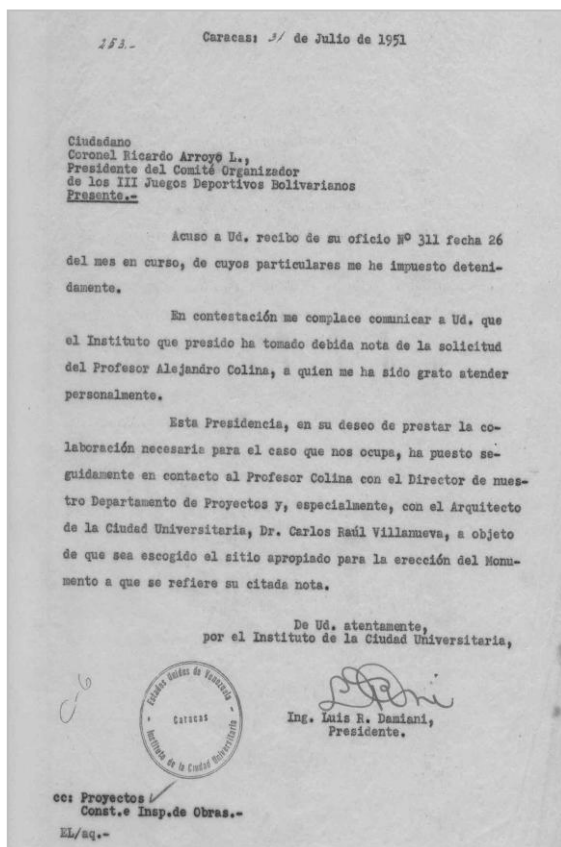 253.-
Caracas: 31 de Julio de 1951
Ciudadano
Coronel Ricardo Arroyo L.,
Presidente del Comité Organizador
de los III Juegos Deportivos Bolivarianos
Presente.-
Acuso a Ud. recibo de su oficio Nº 311 fecha 26
del mes en curso, de cuyos particulares me he impuesto deteni-
damente.
En contestación me complace comunicar a Ud. que
el Instituto que presido ha tomado debida nota de la solicitud
del Profesor Alejandro Colina, a quien me ha sido grato atender
personalmente.
Esta Presidencia, en su deseo de prestar la co-
laboración necesaria para el caso que nos ocupa, ha puesto se-
guidamente en contacto al Profesor Colina con el Director de nues-
tro Departamento de Proyectos y, especialmente, con el Arquitecto
de la Ciudad Universitaria, Dr. Carlos Raúl Villanueva, a objeto
de que sea escogido el sitio apropiado para la erección del Monu-
mento a que se refiere su citada nota.
De Ud. atentamente,
por el Instituto de la Ciudad Universitaria,
Estados Unidos de Venezuela
Caracas
Instituto de la Ciudad Universitaria
C-6
Ing. Luis R. Damiani,
Presidente.
cc: Proyectos
Const.e Insp.de Obras.-
EL/aq.-